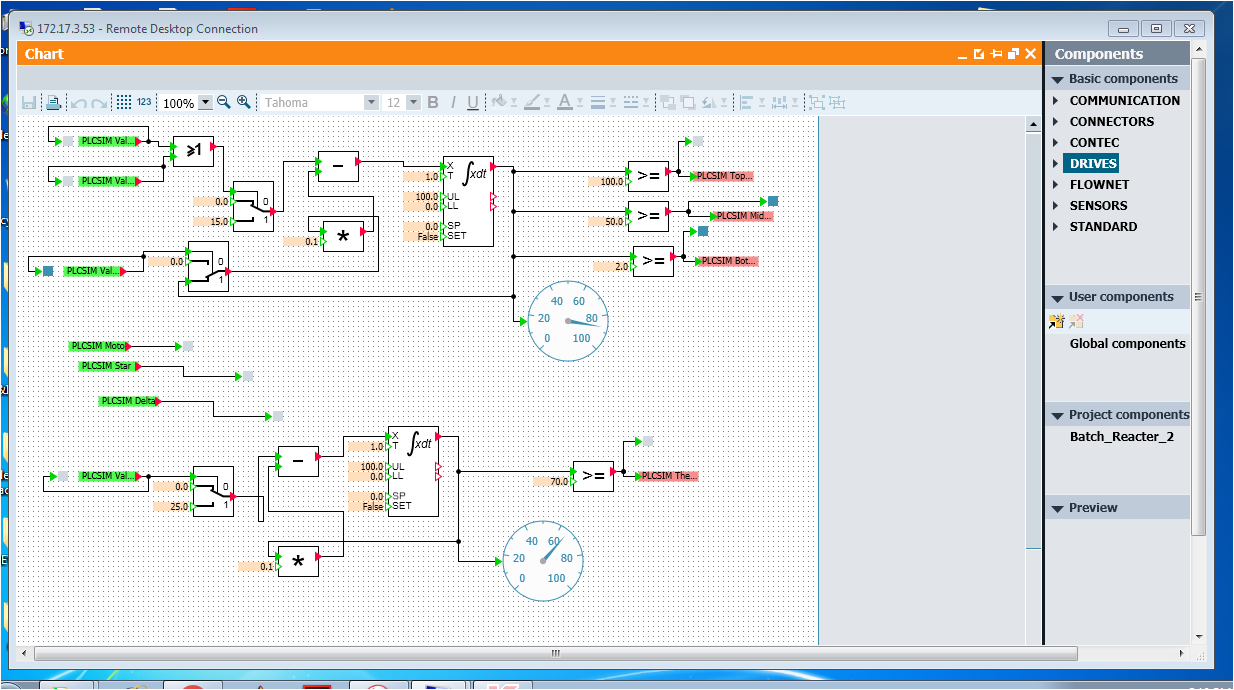 172.17.3.53 - Remote Desktop Connection
Chart
Components
123
100%
Tahoma
12
B I U
A
Basic components
COMMUNICATION
CONNECTORS
CONTEC
DRIVES
FLOWNET
SENSORS
STANDARD
User components
Global components
Project components
Batch_Reacter_2
Preview
PLCSIM Val...
PLCSIM Val...
≥1
0.0
0
15.0
1
-
0.1
*
PLCSIM Val...
0.0
0
1
X
∫xdt
1.0
T
100.0
UL
0.0
LL
0.0
SP
False
SET
100.0
>=
PLCSIM Top...
50.0
>=
PLCSIM Mid...
2.0
>=
PLCSIM Bot...
40 60
20 80
0 100
PLCSIM Moto
PLCSIM Star
PLCSIM Delta
PLCSIM Val...
0.0
0
25.0
1
-
0.1
*
X
∫xdt
1.0
T
100.0
UL
0.0
LL
0.0
SP
False
SET
70.0
>=
PLCSIM The...
40 60
20 80
0 100